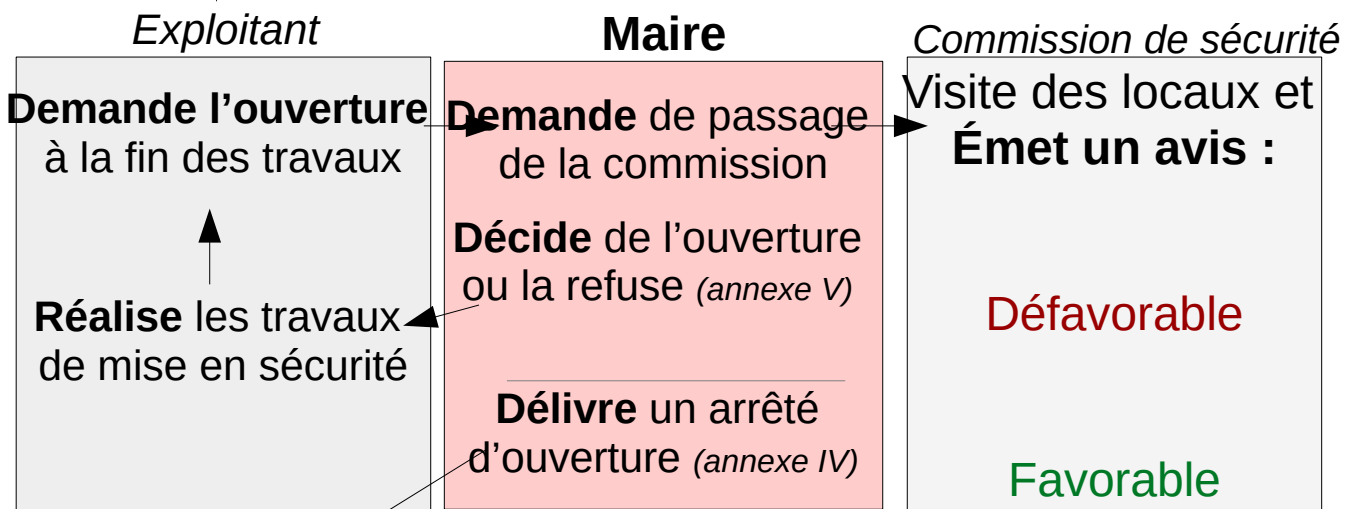 Exploitant
Maire
Commission de sécurité
Demande l’ouverture
à la fin des travaux
Réalise les travaux
de mise en sécurité
Demande de passage
de la commission
Décide de l’ouverture
ou la refuse (annexe V)
Délivre un arrêté
d’ouverture (annexe IV)
Visite des locaux et
Émet un avis :
Défavorable
Favorable